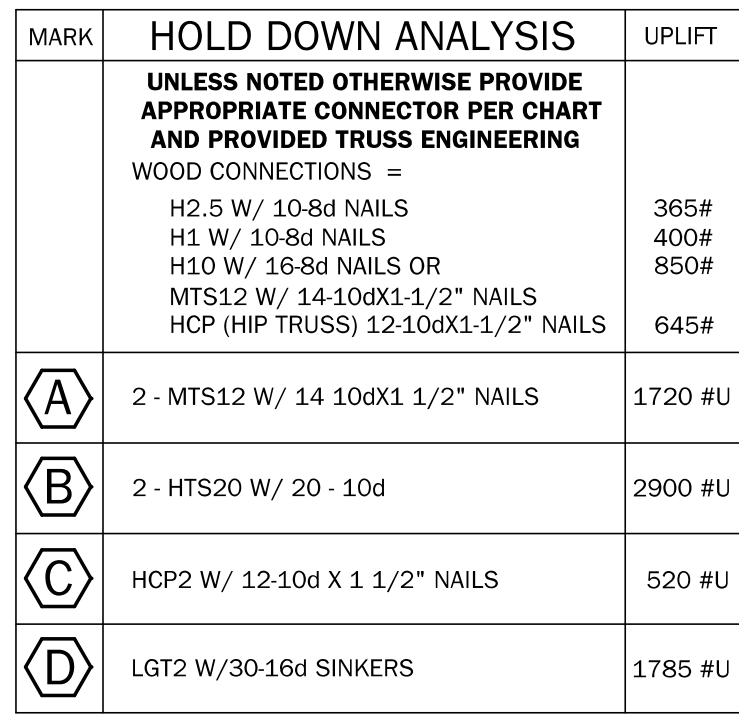 MARK HOLD DOWN ANALYSIS UPLIFT
UNLESS NOTED OTHERWISE PROVIDE
APPROPRIATE CONNECTOR PER CHART
AND PROVIDED TRUSS ENGINEERING
WOOD CONNECTIONS =
H2.5 W/ 10-8d NAILS 365#
H1 W/ 10-8d NAILS 400#
H10 W/ 16-8d NAILS OR 850#
MTS12 W/ 14-10dX1-1/2" NAILS
HCP (HIP TRUSS) 12-10dX1-1/2" NAILS 645#
A 2 - MTS12 W/ 14 10dX1 1/2" NAILS 1720 #U
B 2 - HTS20 W/ 20 - 10d 2900 #U
C HCP2 W/ 12-10d X 1 1/2" NAILS 520 #U
D LGT2 W/30-16d SINKERS 1785 #U